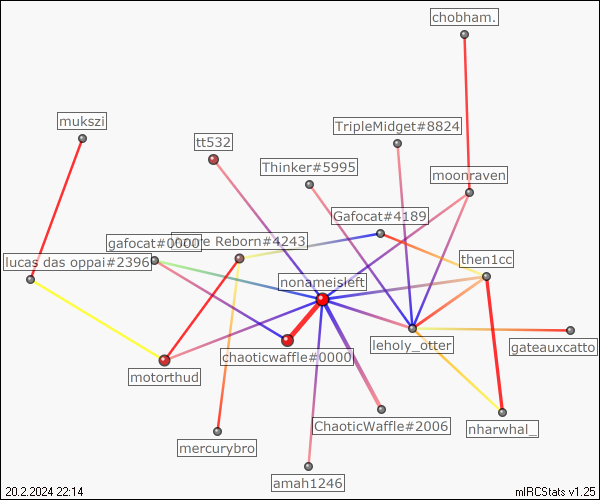 chobham.
mukszi
TripleMidget#8824
tt532
Thinker#5995
moonraven
Gafocat#4189
gafocat#0000
Reborn#4243
lucas das oppai#2396
then1cc
nonameisleft
leholy_otter
gateauxcatto
chaoticwaffle#0000
motorthud
ChaoticWaffle#2006
nharwhal_
mercurybro
amah1246
20.2.2024 22:14
mIRCStats v1.25